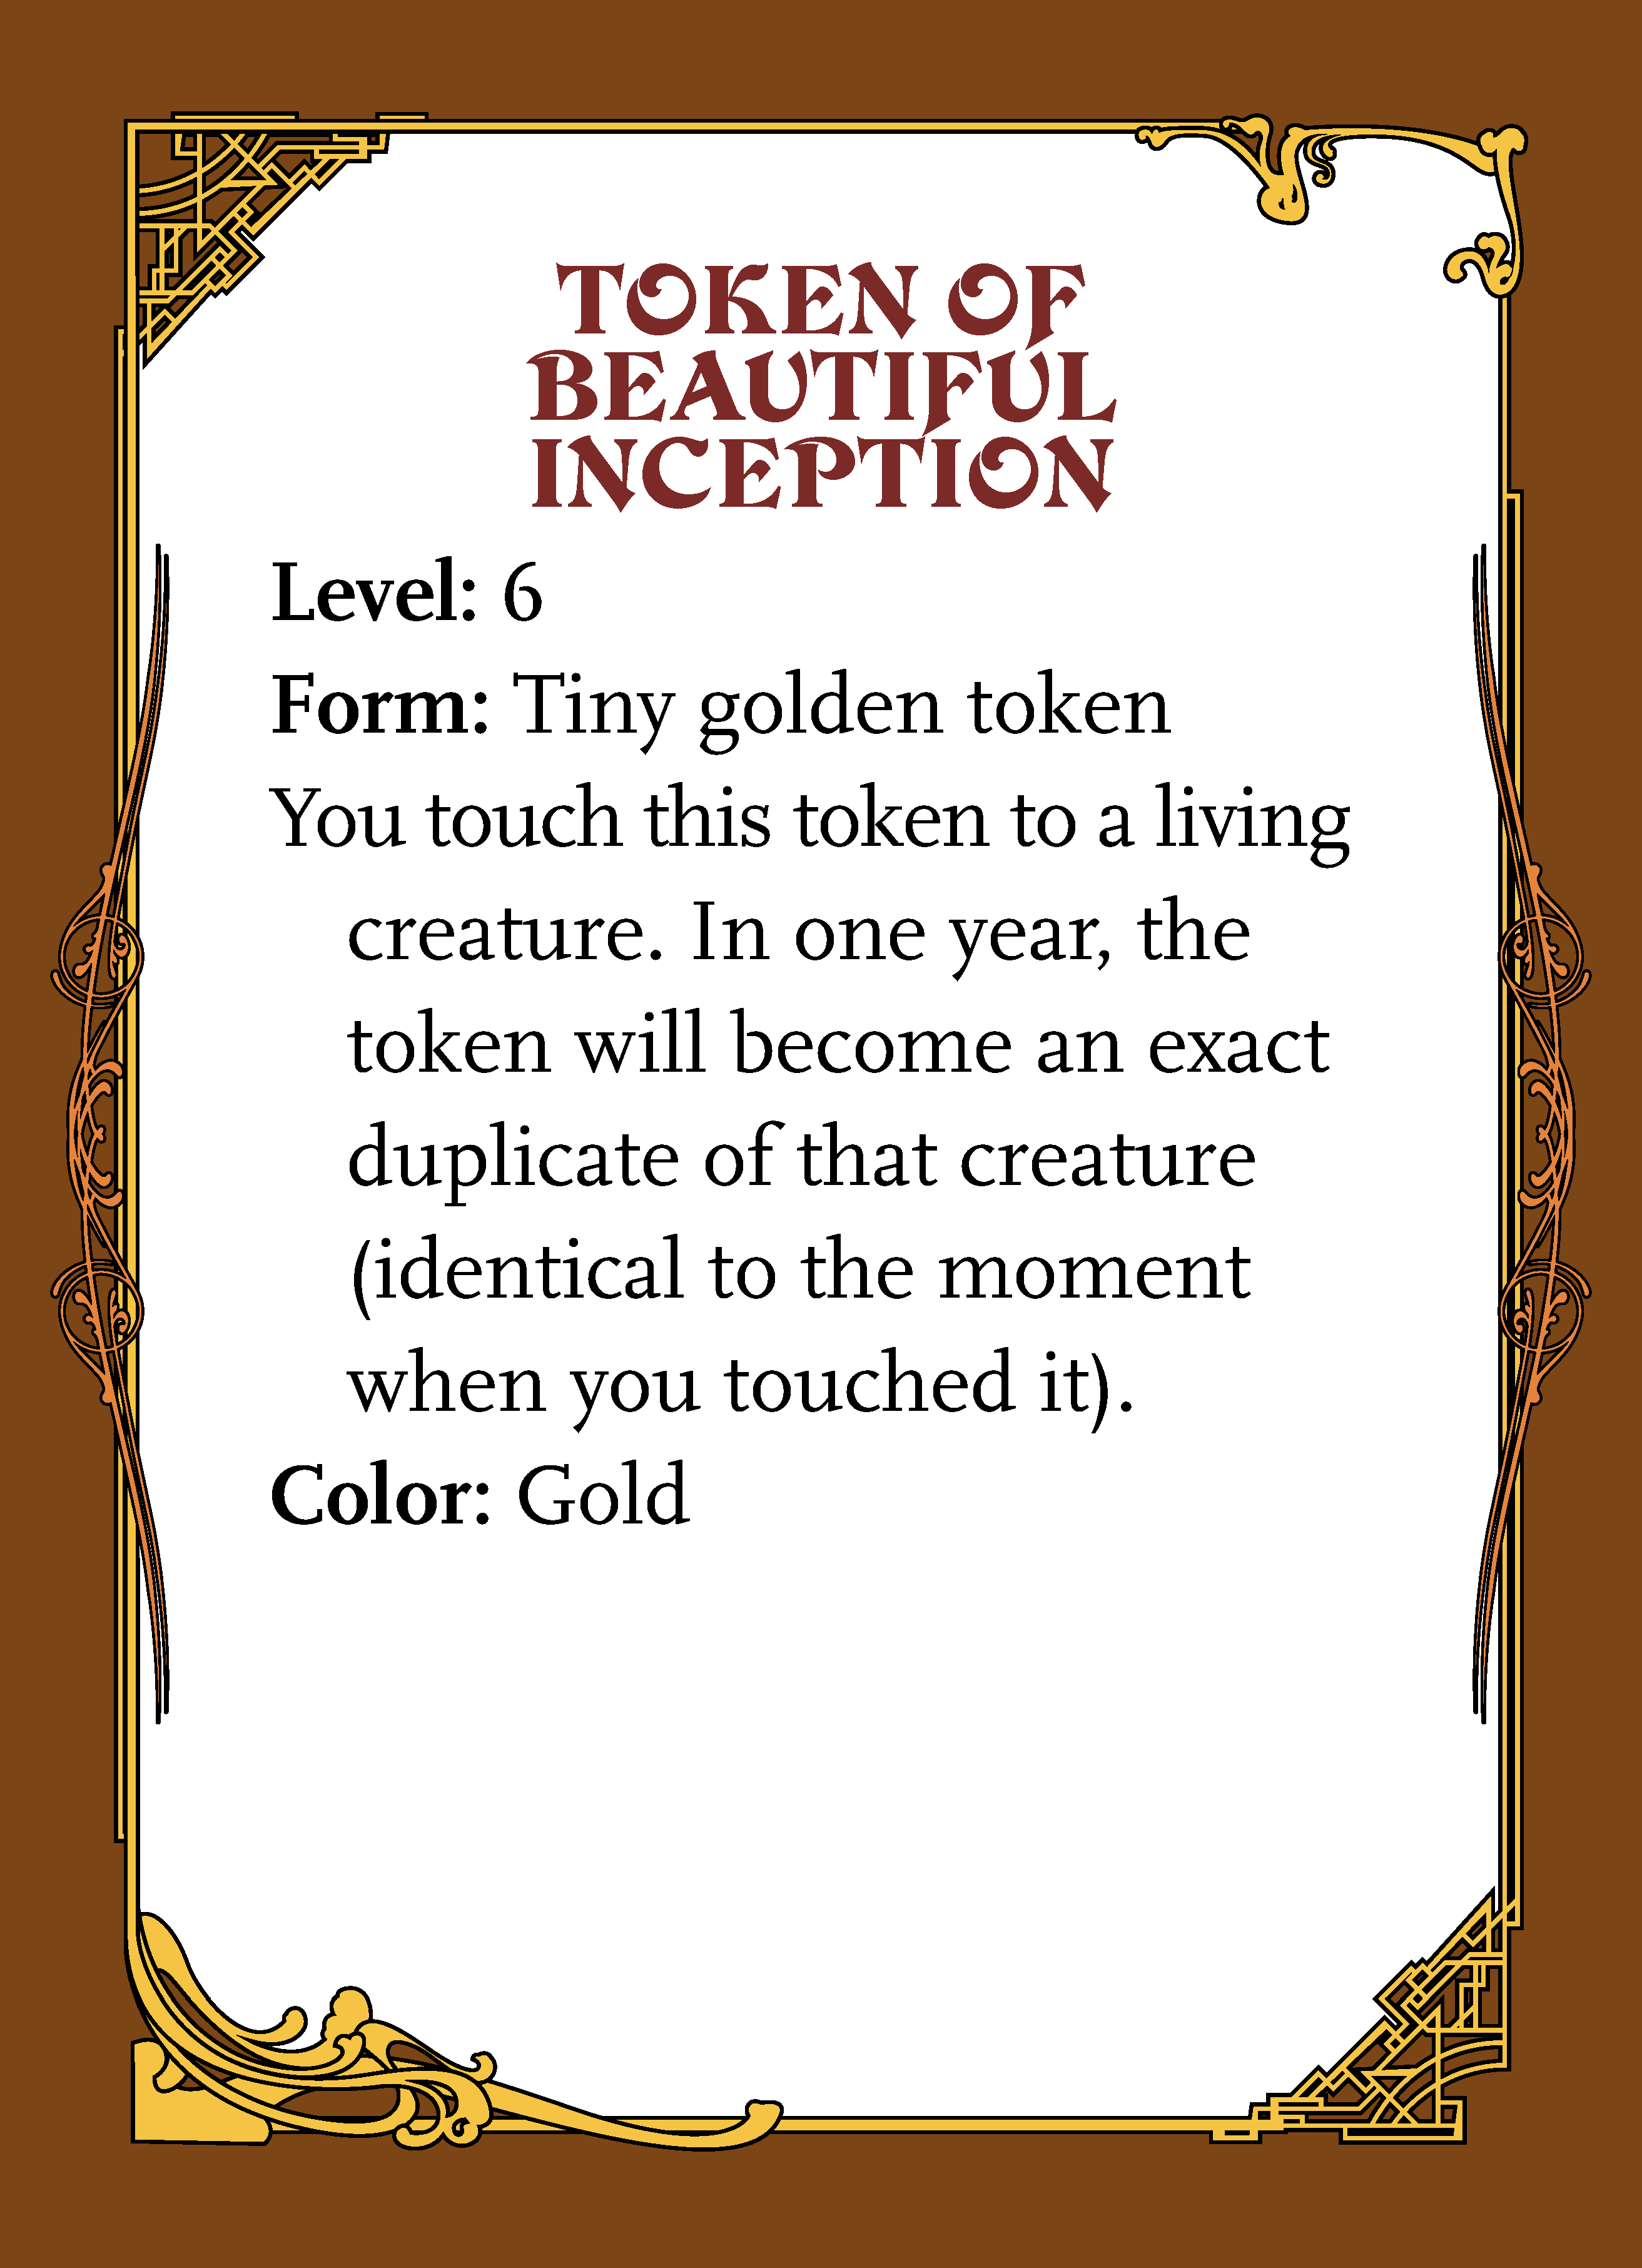 TOKEN OF
BEAUTIFUL
INCEPTION
Level: 6
Form: Tiny golden token
You touch this token to a living
creature. In one year, the
token will become an exact
duplicate of that creature
(identical to the moment
when you touched it).
Color: Gold